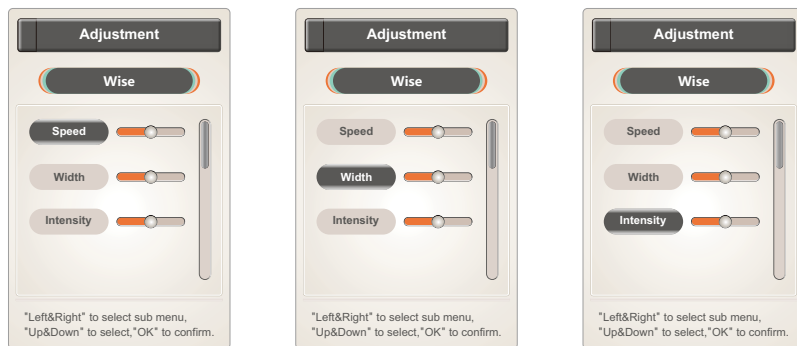 Adjustment
Wise
Speed
Width
Intensity
"Left&Right" to select sub menu,
"Up&Down" to select,"OK" to confirm.
Adjustment
Wise
Speed
Width
Intensity
"Left&Right" to select sub menu,
"Up&Down" to select,"OK" to confirm.
Adjustment
Wise
Speed
Width
Intensity
"Left&Right" to select sub menu,
"Up&Down" to select,"OK" to confirm.